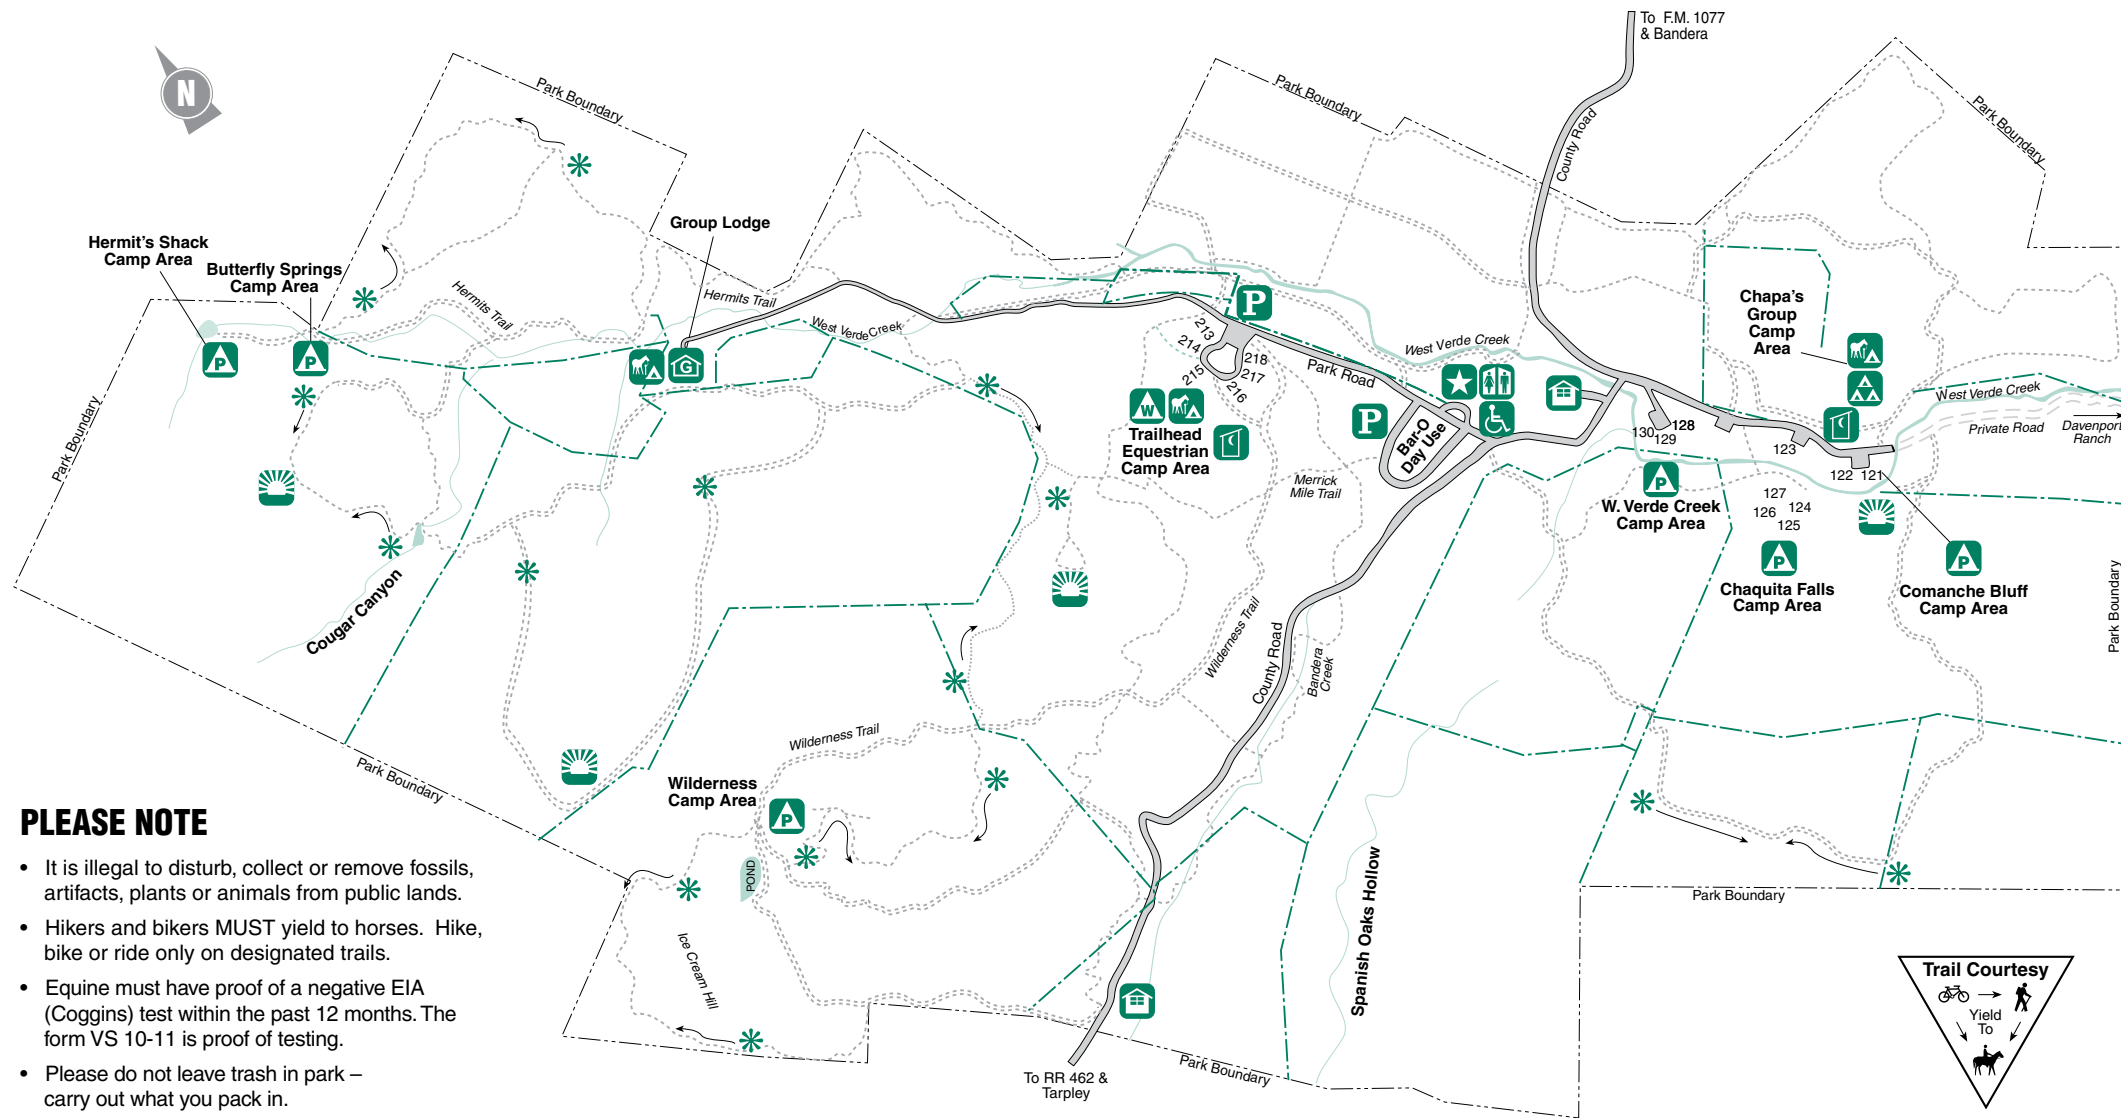 To F.M. 1077
& Bandera
N
Park Boundary
Park Boundary
Park Boundary
County Road
Group Lodge
Hermit's Shack
Camp Area
Butterfly Springs
Camp Area
Hermits Trail
Hermits Trail
West Verde Creek
G
P
P
P
213
214
215
216
217
218
Park Road
West Verde Creek
Chapa's
Group
Camp
Area
West Verde Creek
Private Road
Davenport
Ranch
W
Trailhead
Equestrian
Camp Area
P
Bar-O
Day Use
Merrick
Mile Trail
130
129
128
123
122
121
127
126
124
125
P
W. Verde Creek
Camp Area
P
Chaquita Falls
Camp Area
P
Comanche Bluff
Camp Area
Park Boundary
Park Boundary
Cougar Canyon
Wilderness Trail
County Road
Bandera
Creek
Wilderness Trail
Park Boundary
Wilderness
Camp Area
P
POND
Ice Cream Hill
Spanish Oaks Hollow
Park Boundary
Park Boundary
To RR 462 &
Tarpley
PLEASE NOTE
• It is illegal to disturb, collect or remove fossils,
artifacts, plants or animals from public lands.
• Hikers and bikers MUST yield to horses. Hike,
bike or ride only on designated trails.
• Equine must have proof of a negative EIA
(Coggins) test within the past 12 months. The
form VS 10-11 is proof of testing.
• Please do not leave trash in park –
carry out what you pack in.
Trail Courtesy
Yield
To